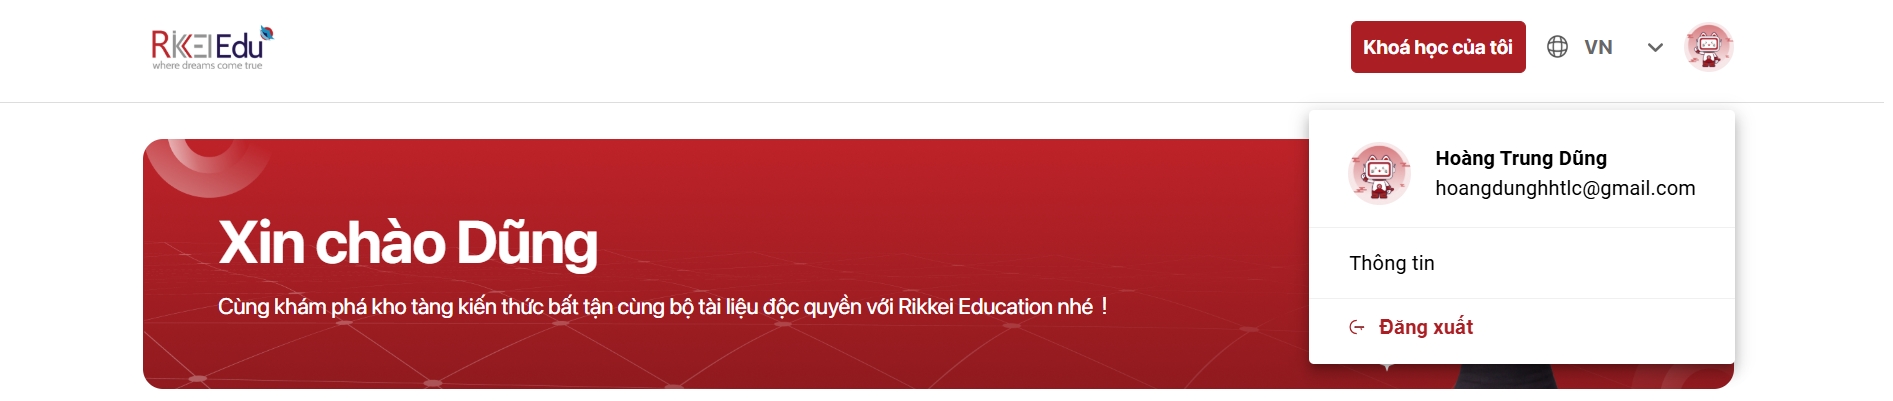 RIKKEI Edu
where dreams come true
Khoá học của tôi
VN
Hoàng Trung Dũng
hoangdunghhtlc@gmail.com
Thông tin
Đăng xuất
Xin chào Dũng
Cùng khám phá kho tàng kiến thức bất tận cùng bộ tài liệu độc quyền với Rikkei Education nhé !